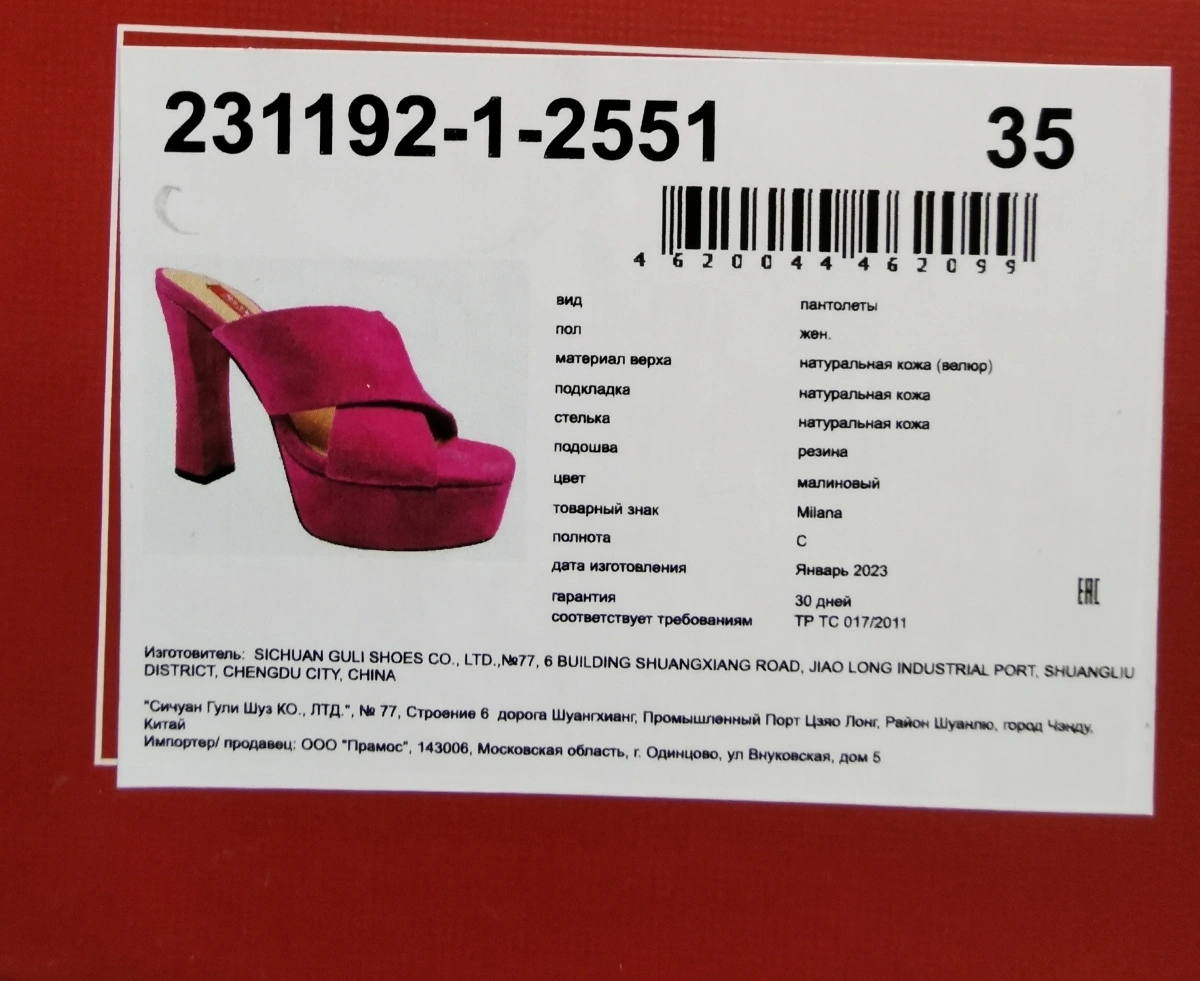 231192-1-2551 35
4620044462099
вид пантолеты
пол жен.
материал верха натуральная кожа (велюр)
подкладка натуральная кожа
стелька натуральная кожа
подошва резина
цвет малиновый
товарный знак Milana
полнота C
дата изготовления Январь 2023
гарантия 30 дней
соответствует требованиям ТР ТС 017/2011
EAC
Изготовитель: SICHUAN GULI SHOES CO., LTD.,№77, 6 BUILDING SHUANGXIANG ROAD, JIAO LONG INDUSTRIAL PORT, SHUANGLIU
DISTRICT, CHENGDU CITY, CHINA
"Сичуан Гули Шуз КО., ЛТД.", № 77, Строение 6 дорога Шуангхианг, Промышленный Порт Цзяо Лонг, Район Шуанлю, город Чэнду,
Китай
Импортер/ продавец: ООО "Прамос", 143006, Московская область, г. Одинцово, ул Внуковская, дом 5